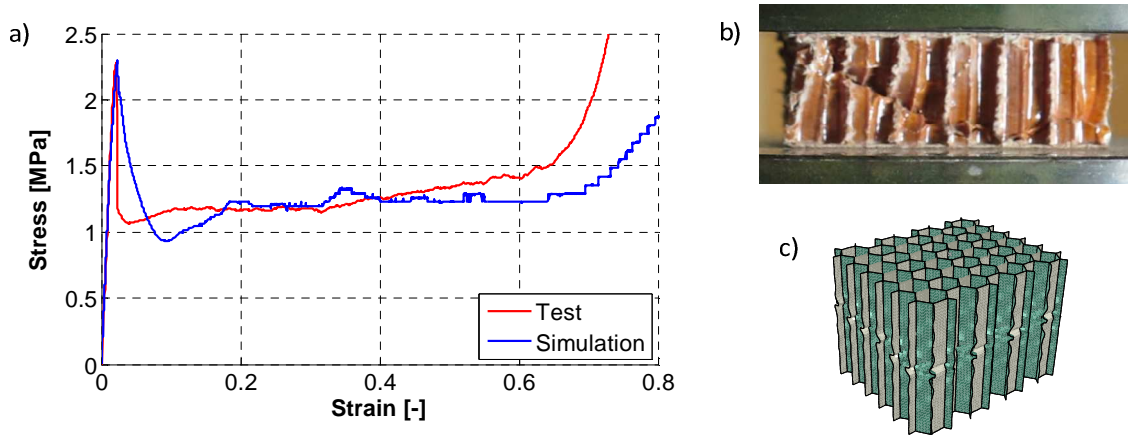 a)
2.5
2
1.5
1
0.5
0
0
0.2
0.4
0.6
0.8
Stress [MPa]
Strain [-]
Test
Simulation
b)
c)